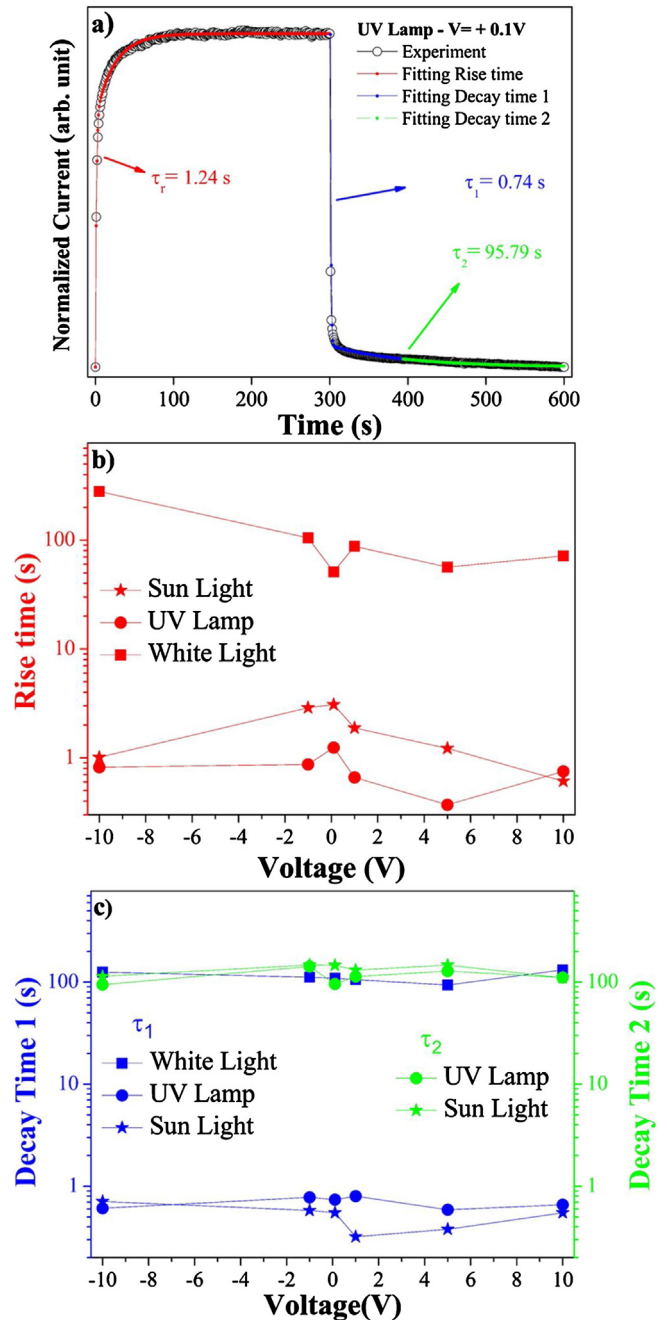 a)
UV Lamp - V= + 0.1V
Experiment
Fitting Rise time
Fitting Decay time 1
Fitting Decay time 2
τr= 1.24 s
τ1= 0.74 s
τ2= 95.79 s
Normalized Current (arb. unit)
0 100 200 300 400 500 600
Time (s)
b)
100
10
1
Rise time (s)
Sun Light
UV Lamp
White Light
-10 -8 -6 -4 -2 0 2 4 6 8 10
Voltage (V)
c)
100
10
1
Decay Time 1 (s)
τ1
White Light
UV Lamp
Sun Light
τ2
UV Lamp
Sun Light
100
10
1
Decay Time 2 (s)
-10 -8 -6 -4 -2 0 2 4 6 8 10
Voltage(V)